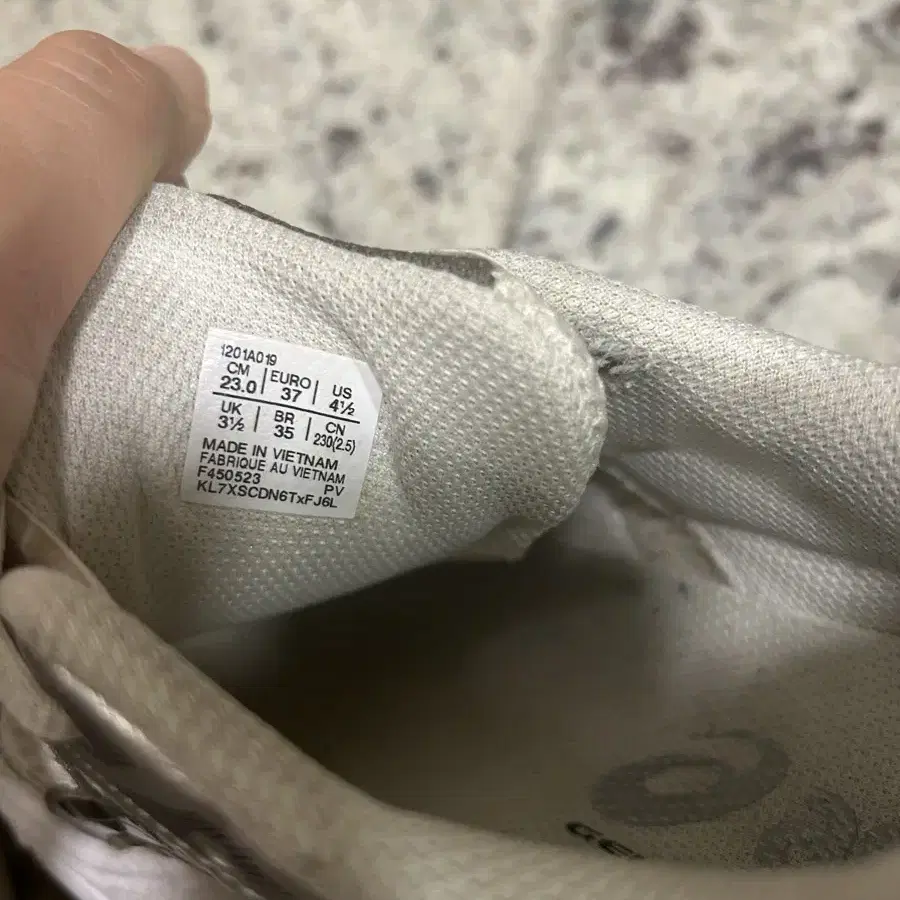 1201A019
CM EURO US
23.0 37 4½
UK BR CN
3½ 35 230(2.5)
MADE IN VIETNAM
FABRIQUE AU VIETNAM
F450523 PV
KL7XSCDN6TxFJ6L
GE